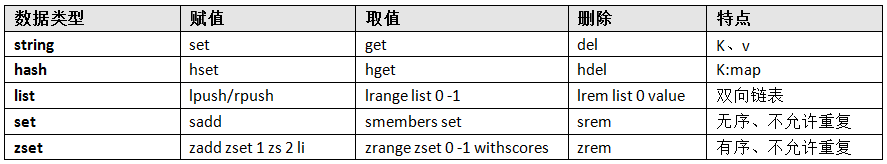 数据类型 赋值 取值 删除 特点
string set get del K、v
hash hset hget hdel K:map
list lpush/rpush lrange list 0 -1 lrem list 0 value 双向链表
set sadd smembers set srem 无序、不允许重复
zset zadd zset 1 zs 2 li zrange zset 0 -1 withscores zrem 有序、不允许重复